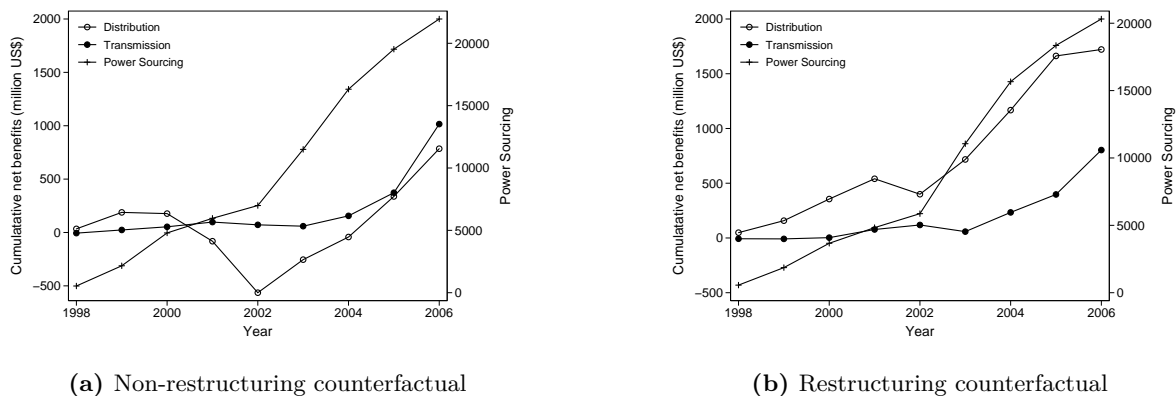 2000
1500
1000
500
0
−500
Cumulatative net benefits (million US$)
Distribution
Transmission
Power Sourcing
20000
15000
10000
5000
0
Power Sourcing
1998 2000 2002 2004 2006
Year
(a) Non-restructuring counterfactual
2000
1500
1000
500
0
−500
Cumulatative net benefits (million US$)
Distribution
Transmission
Power Sourcing
20000
15000
10000
5000
0
Power Sourcing
1998 2000 2002 2004 2006
Year
(b) Restructuring counterfactual